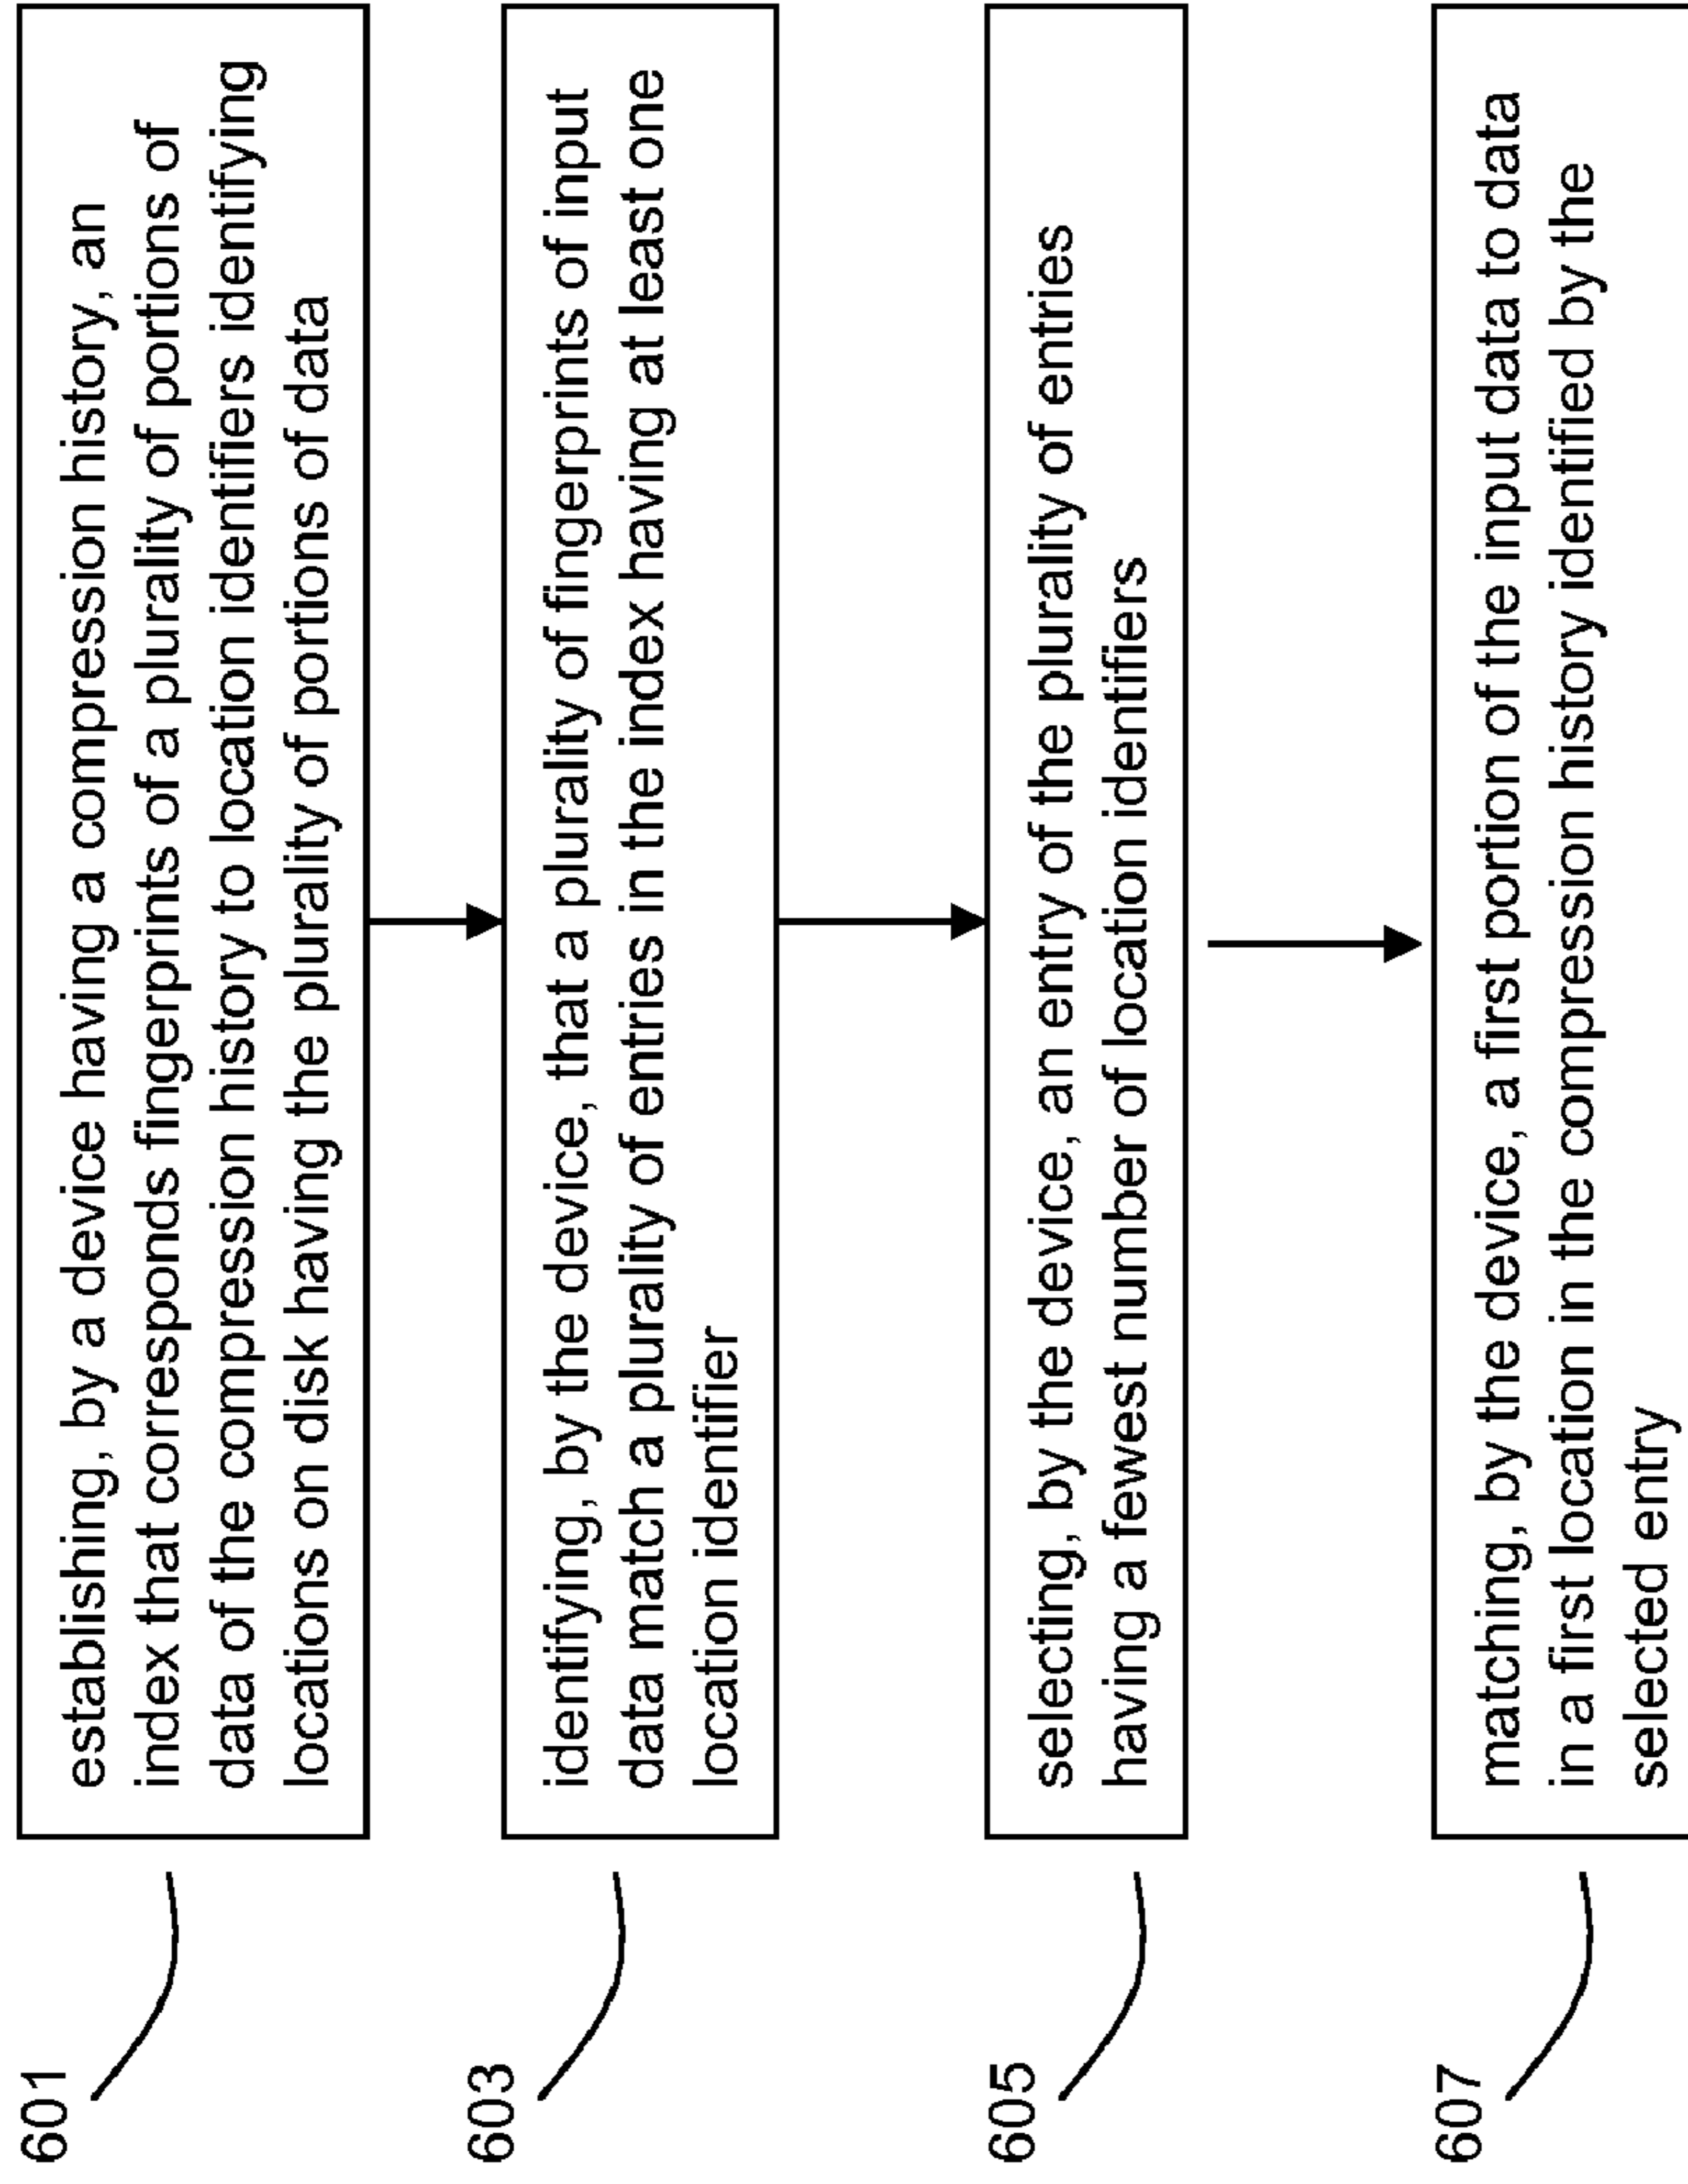 601
establishing, by a device having a compression history, an
index that corresponds fingerprints of a plurality of portions of
data of the compression history to location identifiers identifying
locations on disk having the plurality of portions of data
603
identifying, by the device, that a plurality of fingerprints of input
data match a plurality of entries in the index having at least one
location identifier
605
selecting, by the device, an entry of the plurality of entries
having a fewest number of location identifiers
607
matching, by the device, a first portion of the input data to data
in a first location in the compression history identified by the
selected entry